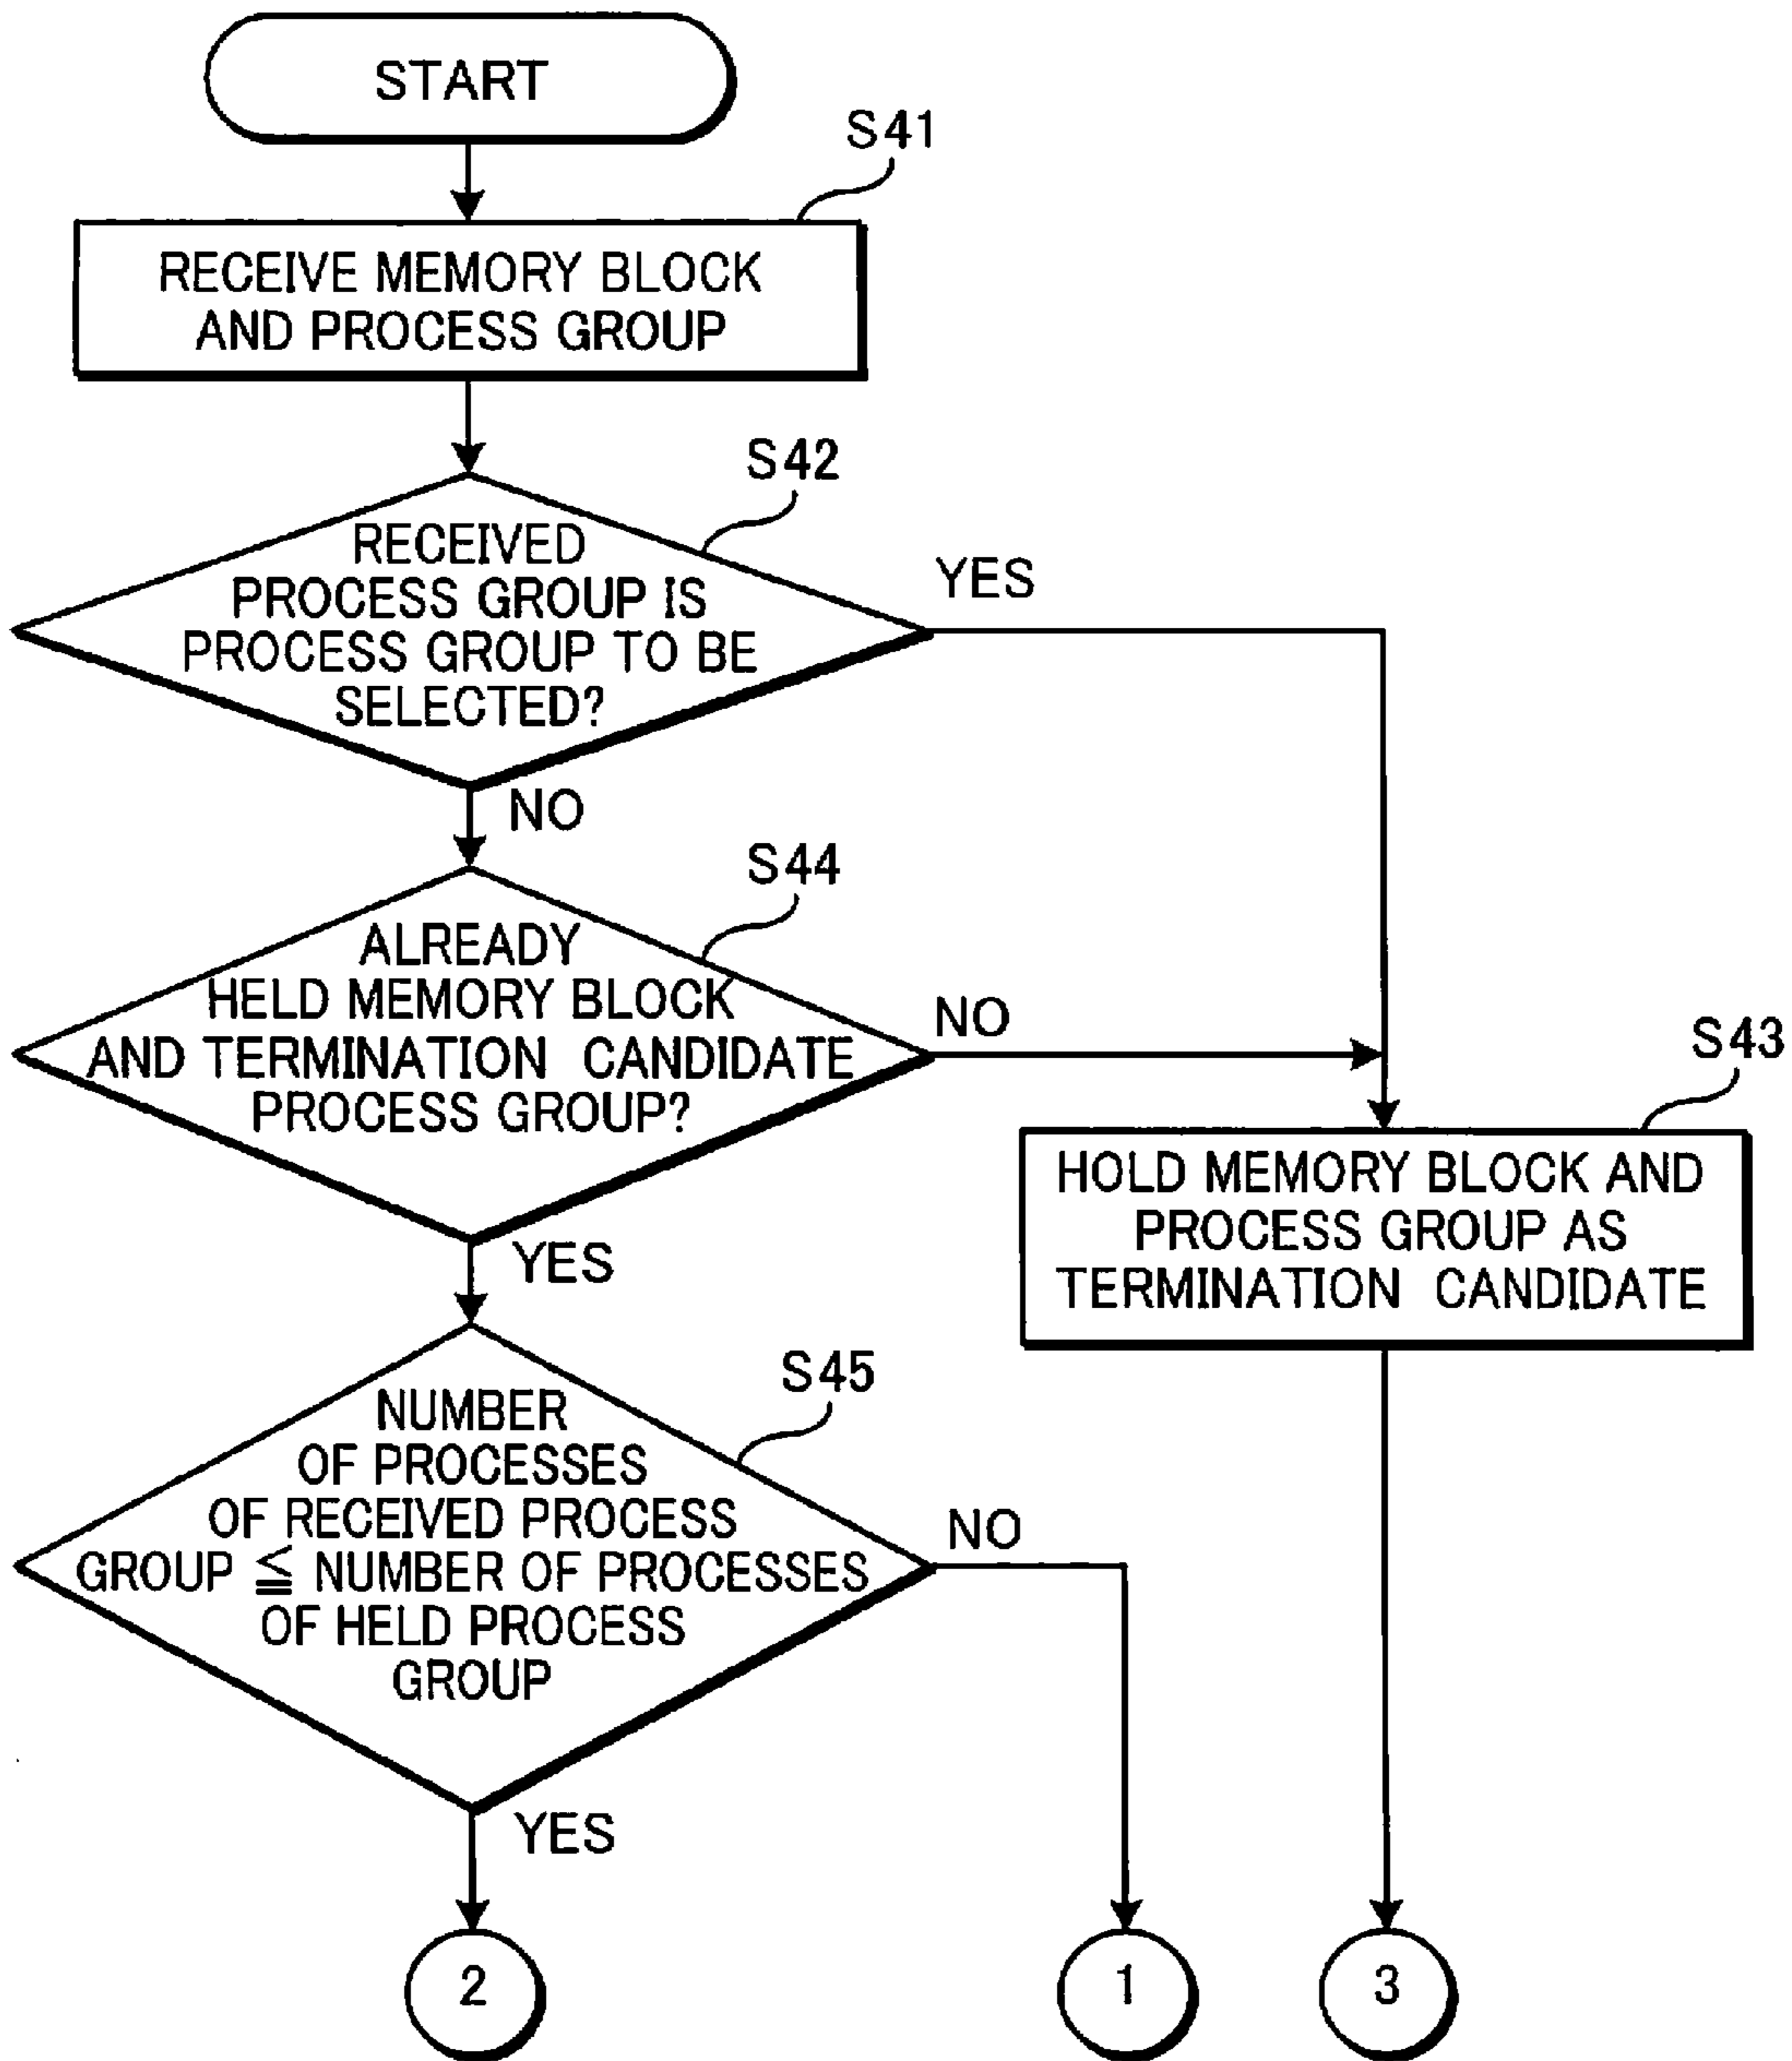 START
S41
RECEIVE MEMORY BLOCK
AND PROCESS GROUP
S42
RECEIVED
PROCESS GROUP IS
PROCESS GROUP TO BE
SELECTED?
YES
NO
S44
ALREADY
HELD MEMORY BLOCK
AND TERMINATION CANDIDATE
PROCESS GROUP?
NO
YES
S43
HOLD MEMORY BLOCK AND
PROCESS GROUP AS
TERMINATION CANDIDATE
S45
NUMBER
OF PROCESSES
OF RECEIVED PROCESS
GROUP ≦ NUMBER OF PROCESSES
OF HELD PROCESS
GROUP
NO
YES
2
1
3